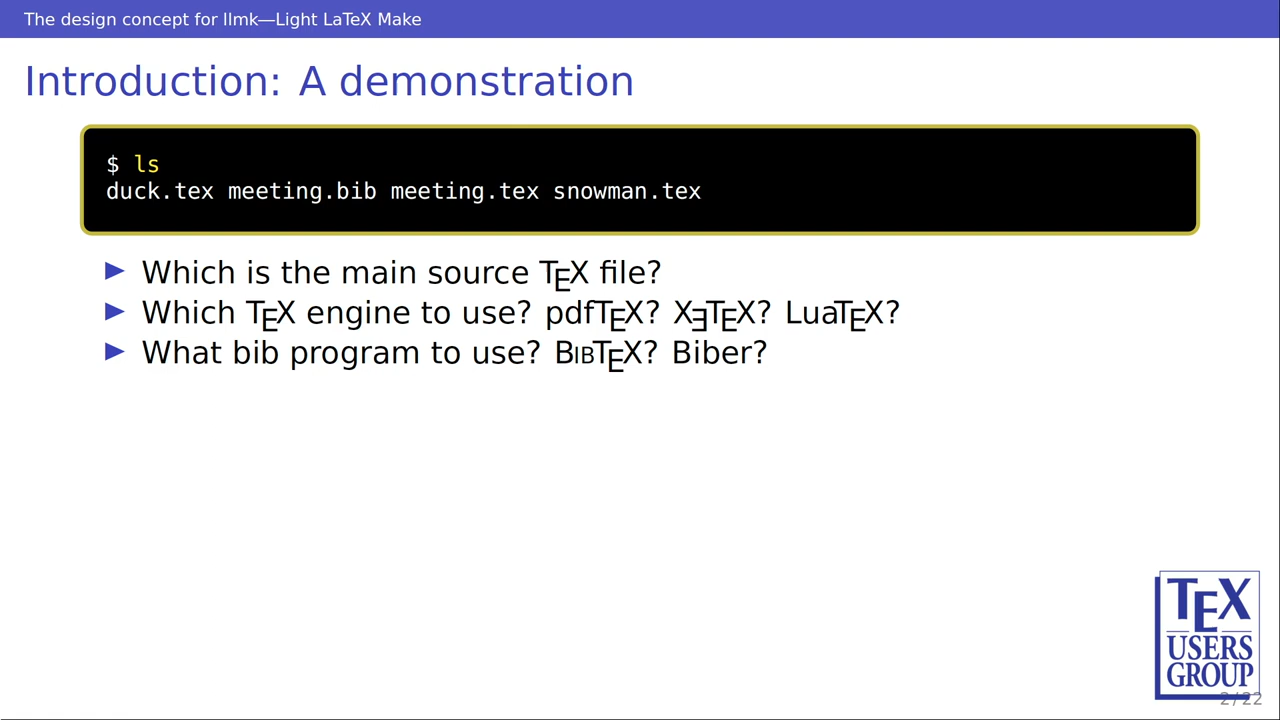 The design concept for llmk—Light LaTeX Make
Introduction: A demonstration
$ ls
duck.tex meeting.bib meeting.tex snowman.tex
▶ Which is the main source TEX file?
▶ Which TEX engine to use? pdfTEX? XƎTEX? LuaTEX?
▶ What bib program to use? BIBTEX? Biber?
TEX
USERS
GROUP
2/22